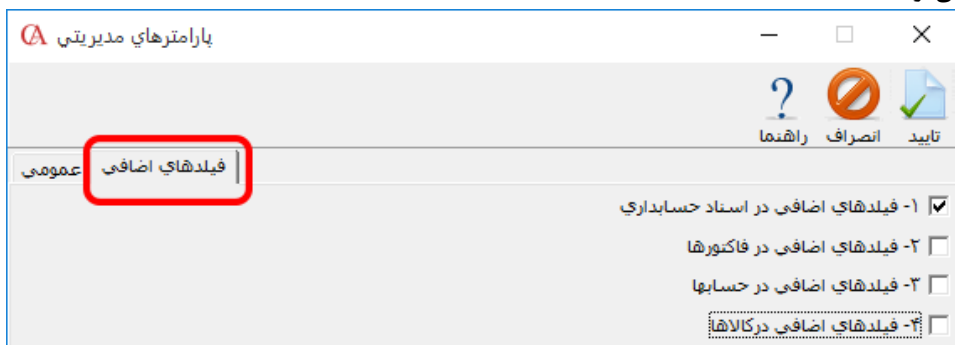 پارامترهاي مديريتي
تاييد انصراف راهنما
عمومي فيلدهاي اضافي
۱- فيلدهاي اضافي در اسناد حسابداري
۲- فيلدهاي اضافي در فاكتورها
۳- فيلدهاي اضافي در حسابها
۴- فيلدهاي اضافي دركالاها